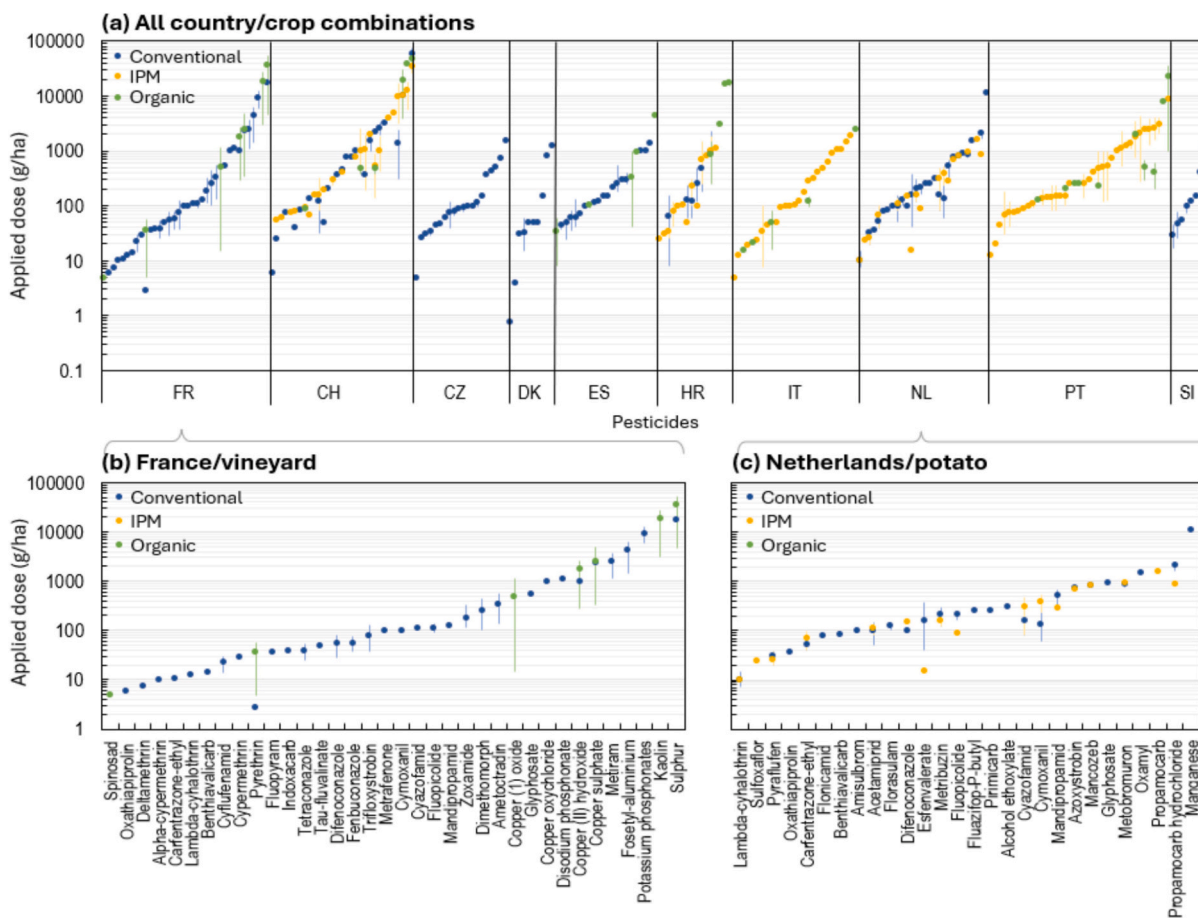 (a) All country/crop combinations
Applied dose (g/ha)
100000
10000
1000
100
10
1
0.1
Conventional
IPM
Organic
FR
CH
CZ
DK
ES
HR
IT
NL
PT
SI
Pesticides
(b) France/vineyard
Applied dose (g/ha)
100000
10000
1000
100
10
1
Conventional
IPM
Organic
Spinosad
Oxathiaprolin
Deltamethrin
Alpha-cypermethrin
Carfentrazone-ethyl
Lambda-cyhalothrin
Benthiavalicarb
Cyflufenamid
Cypermethrin
Pyrethrin
Fluopyram
Indoxacarb
Tetraconazole
Tau-fluvalinate
Difenoconazole
Fenbuconazole
Trifloxystrobin
Metrafenone
Cymoxanil
Cyazofamid
Fluopicolide
Mandipropamid
Zoxamide
Dimethomorph
Ametoctradin
Copper (1) oxide
Glyphosate
Copper oxychloride
Disodium phosphonate
Copper (II) hydroxide
Copper sulphate
Metiram
Fosetyl-aluminium
Potassium phosphonates
Kaolin
Sulphur
(c) Netherlands/potato
Conventional
IPM
Organic
Lambda-cyhalothrin
Sulfoxaflor
Pyraflufen
Oxathiaprolin
Carfentrazone-ethyl
Flonicamid
Benthiavalicarb
Amisulbrom
Acetamiprid
Florasulam
Difenoconazole
Esfenvalerate
Metribuzin
Fluopicolide
Fluazifop-P-butyl
Pirimicarb
Alcohol ethoxylate
Cyazofamid
Cymoxanil
Mandipropamid
Azoxystrobin
Mancozeb
Glyphosate
Metobromuron
Oxamyl
Propamocarb
Propamocarb hydrochloride
Manganese